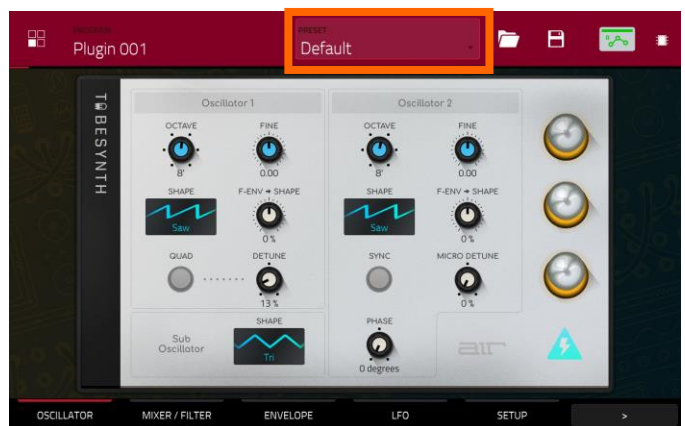 PROGRAM
Plugin 001
PRESET
Default
TUBESYNTH
Oscillator 1
OCTAVE
FINE
8'
0.00
SHAPE
F-ENV → SHAPE
Saw
0 %
QUAD
DETUNE
13 %
Sub
Oscillator
SHAPE
Tri
Oscillator 2
OCTAVE
FINE
8'
0.00
SHAPE
F-ENV → SHAPE
Saw
0 %
SYNC
MICRO DETUNE
0 %
PHASE
0 degrees
air
OSCILLATOR
MIXER / FILTER
ENVELOPE
LFO
SETUP
>